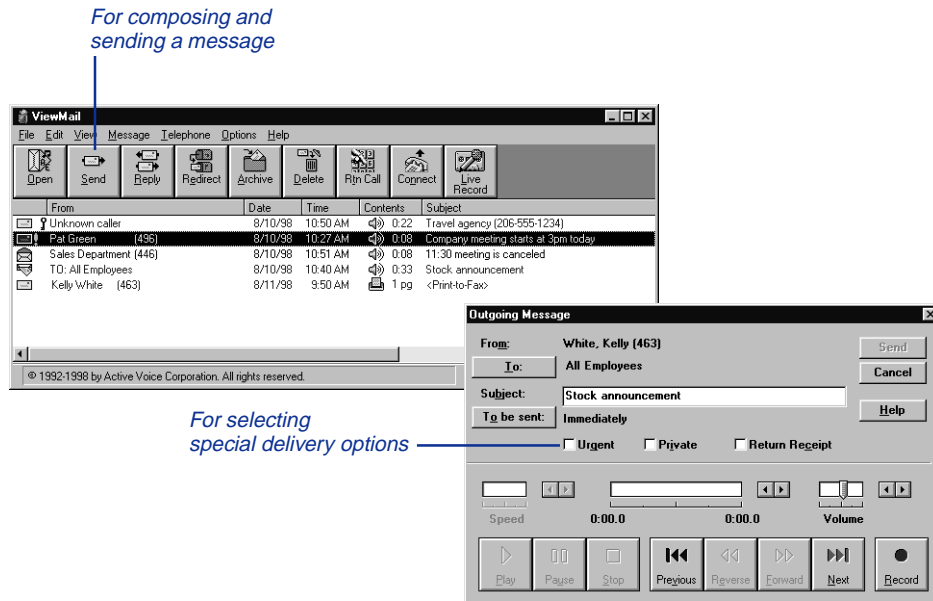 For composing and
sending a message
ViewMail
File Edit View Message Telephone Options Help
Open Send Reply Redirect Archive Delete Rtn Call Connect Live Record
From Date Time Contents Subject
Unknown caller 8/10/98 10:50 AM 0:22 Travel agency (206-555-1234)
Pat Green (496) 8/10/98 10:27 AM 0:08 Company meeting starts at 3pm today
Sales Department (446) 8/10/98 10:51 AM 0:08 11:30 meeting is canceled
TO: All Employees 8/10/98 10:40 AM 0:33 Stock announcement
Kelly White (463) 8/11/98 9:50 AM 1 pg <Print-to-Fax>
© 1992-1998 by Active Voice Corporation. All rights reserved.
For selecting
special delivery options
Outgoing Message
From: White, Kelly (463) Send
To: All Employees Cancel
Subject: Stock announcement
To be sent: Immediately Help
Urgent Private Return Receipt
Speed 0:00.0 0:00.0 Volume
Play Pause Stop Previous Reverse Forward Next Record